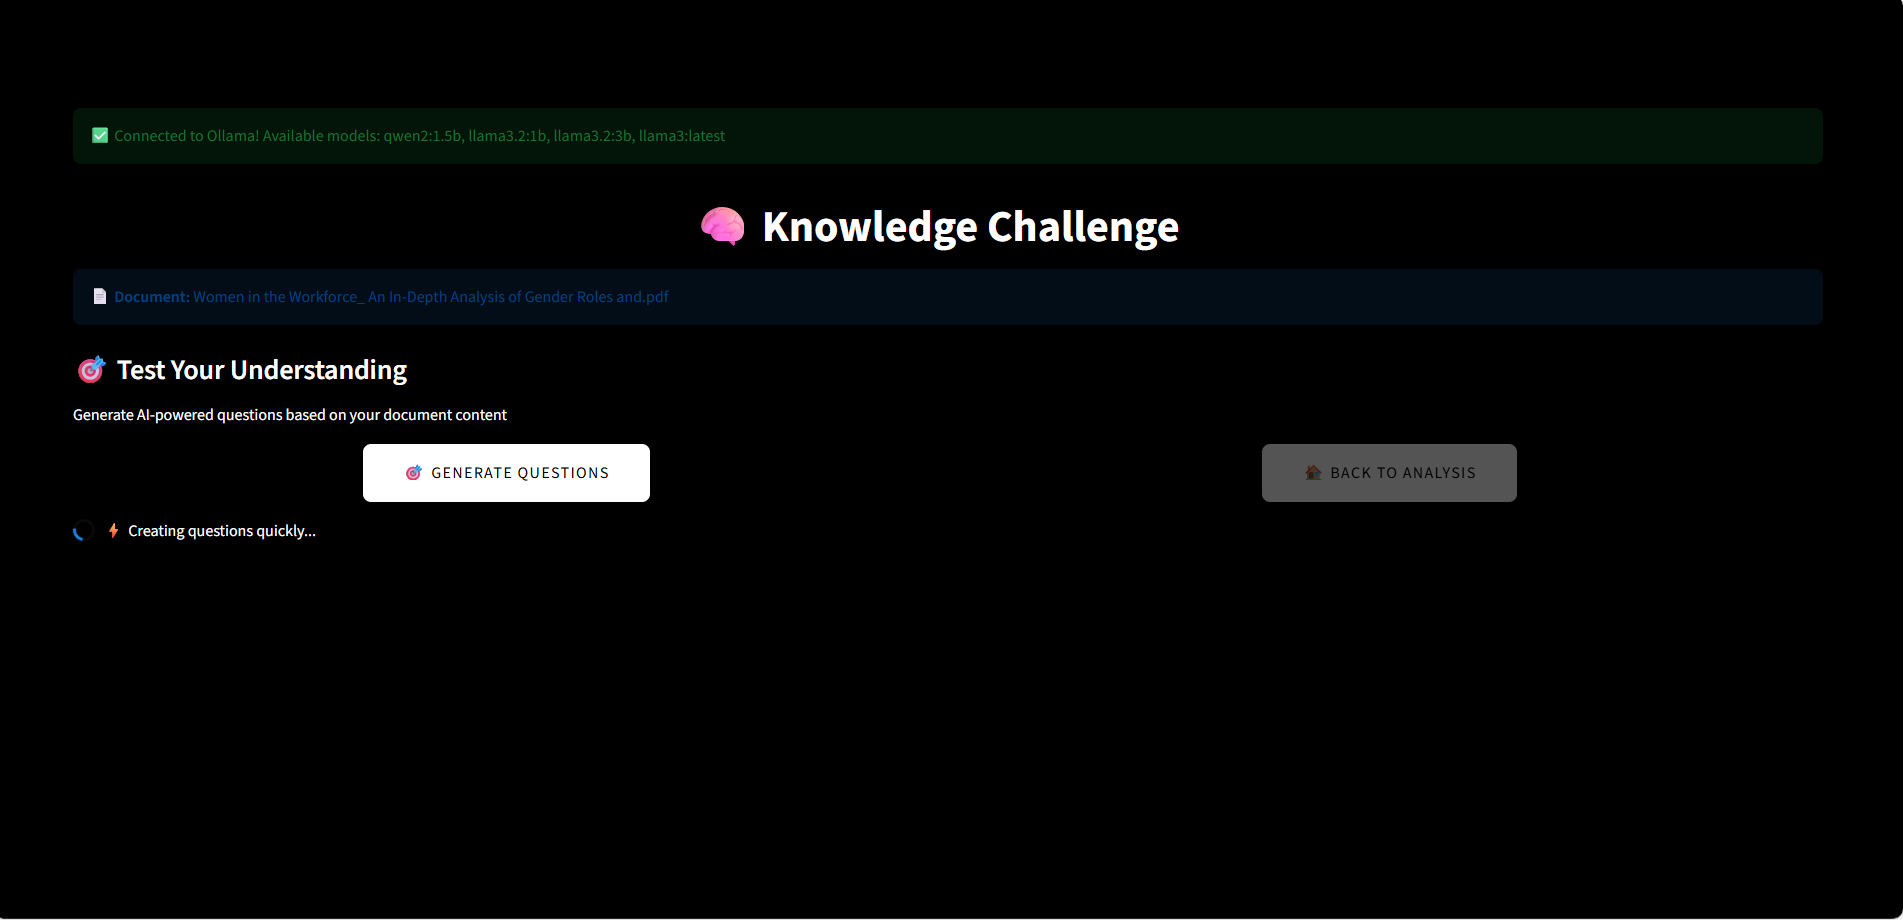 ✅ Connected to Ollama! Available models: qwen2:1.5b, llama3.2:1b, llama3.2:3b, llama3:latest
🧠 Knowledge Challenge
📄 Document: Women in the Workforce_ An In-Depth Analysis of Gender Roles and.pdf
🎯 Test Your Understanding
Generate AI-powered questions based on your document content
🎯 GENERATE QUESTIONS
🏠 BACK TO ANALYSIS
⚡ Creating questions quickly...